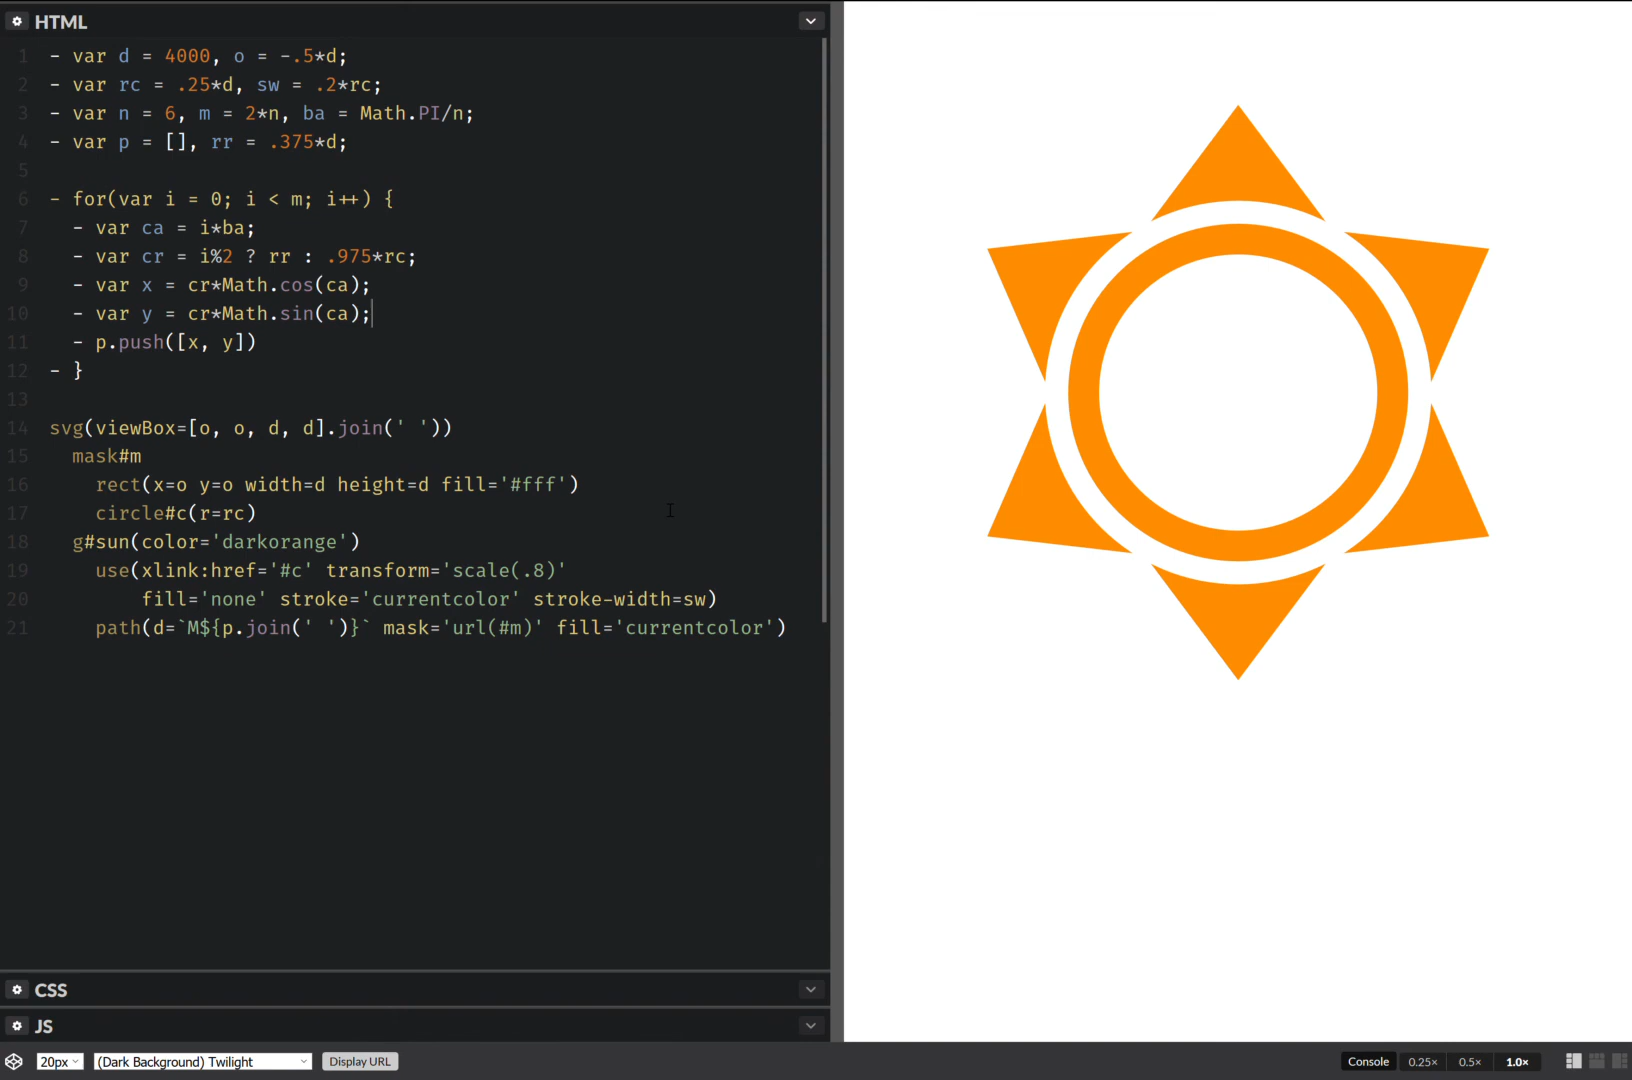 HTML
1 - var d = 4000, o = -.5*d;
2 - var rc = .25*d, sw = .2*rc;
3 - var n = 6, m = 2*n, ba = Math.PI/n;
4 - var p = [], rr = .375*d;
5
6 - for(var i = 0; i < m; i++) {
7 - var ca = i*ba;
8 - var cr = i%2 ? rr : .975*rc;
9 - var x = cr*Math.cos(ca);
10 - var y = cr*Math.sin(ca);
11 - p.push([x, y])
12 - }
13
14 svg(viewBox=[o, o, d, d].join(' '))
15 mask#m
16 rect(x=o y=o width=d height=d fill='#fff')
17 circle#c(r=rc)
18 g#sun(color='darkorange')
19 use(xlink:href='#c' transform='scale(.8)'
20 fill='none' stroke='currentcolor' stroke-width=sw)
21 path(d=`M${p.join(' ')}` mask='url(#m)' fill='currentcolor')
CSS
JS
20px (Dark Background) Twilight Display URL Console 0.25× 0.5× 1.0×